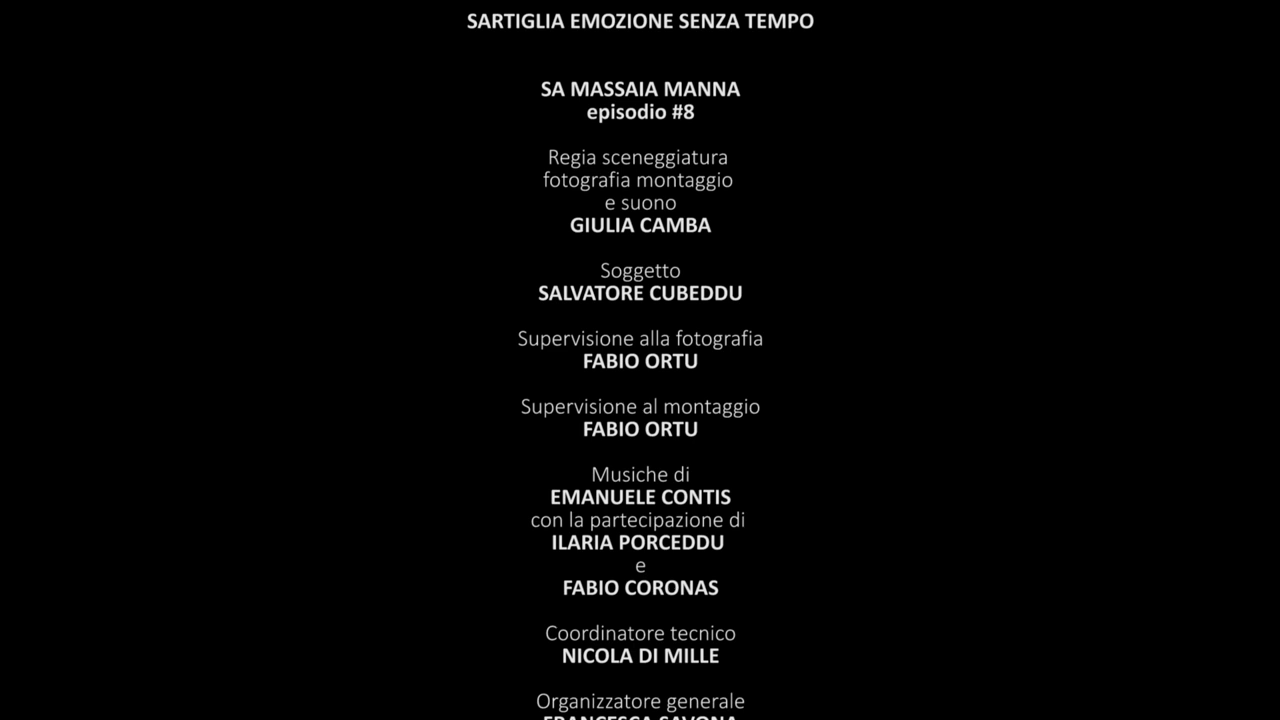 SARTIGLIA EMOZIONE SENZA TEMPO
SA MASSAIA MANNA
episodio #8
Regia sceneggiatura
fotografia montaggio
e suono
GIULIA CAMBA
Soggetto
SALVATORE CUBEDDU
Supervisione alla fotografia
FABIO ORTU
Supervisione al montaggio
FABIO ORTU
Musiche di
EMANUELE CONTIS
con la partecipazione di
ILARIA PORCEDDU
e
FABIO CORONAS
Coordinatore tecnico
NICOLA DI MILLE
Organizzatore generale
FRANCESCA SAVONA